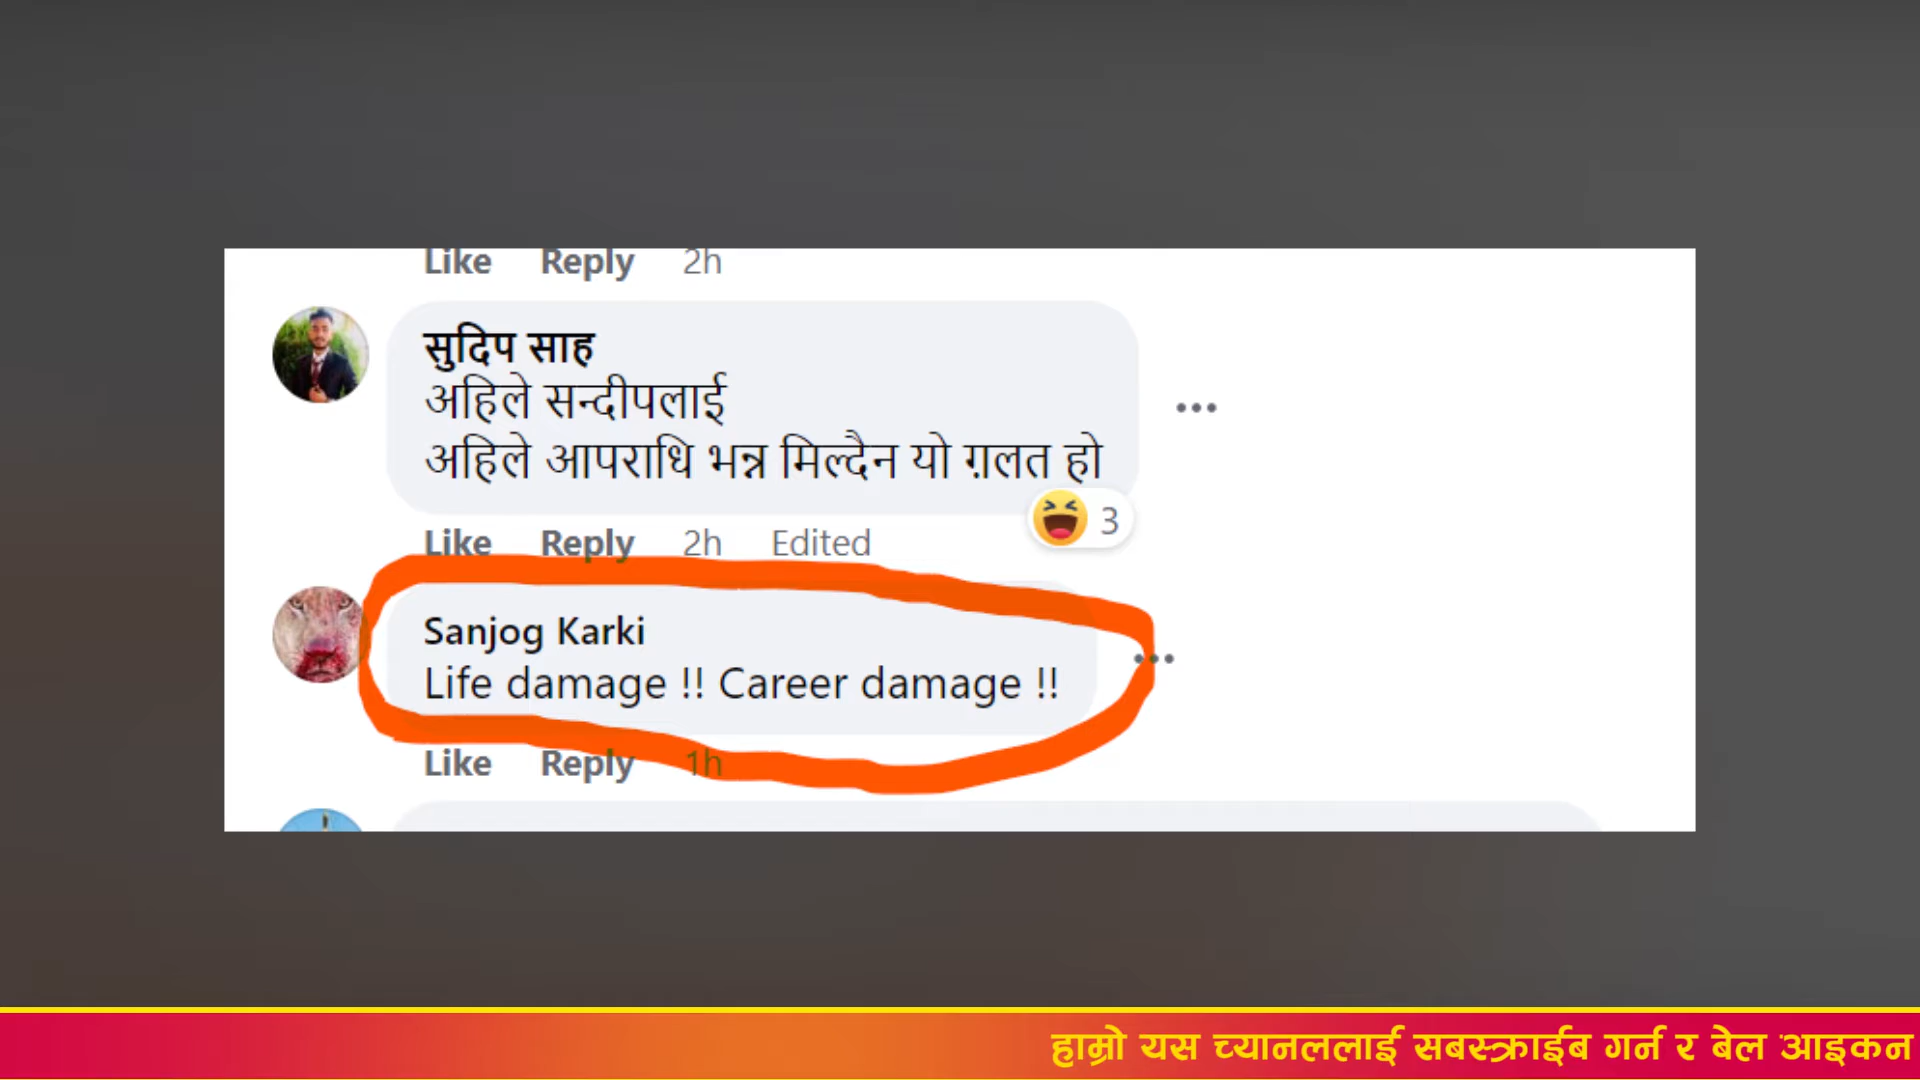 Like Reply 2h
सुदिप साह
अहिले सन्दीपलाई
अहिले आपराधि भन्न मिल्दैन यो ग़लत हो
3
Like Reply 2h Edited
Sanjog Karki
Life damage !! Career damage !!
Like Reply 1h
हाम्रो यस च्यानललाई सबस्क्राईब गर्न र बेल आइकन